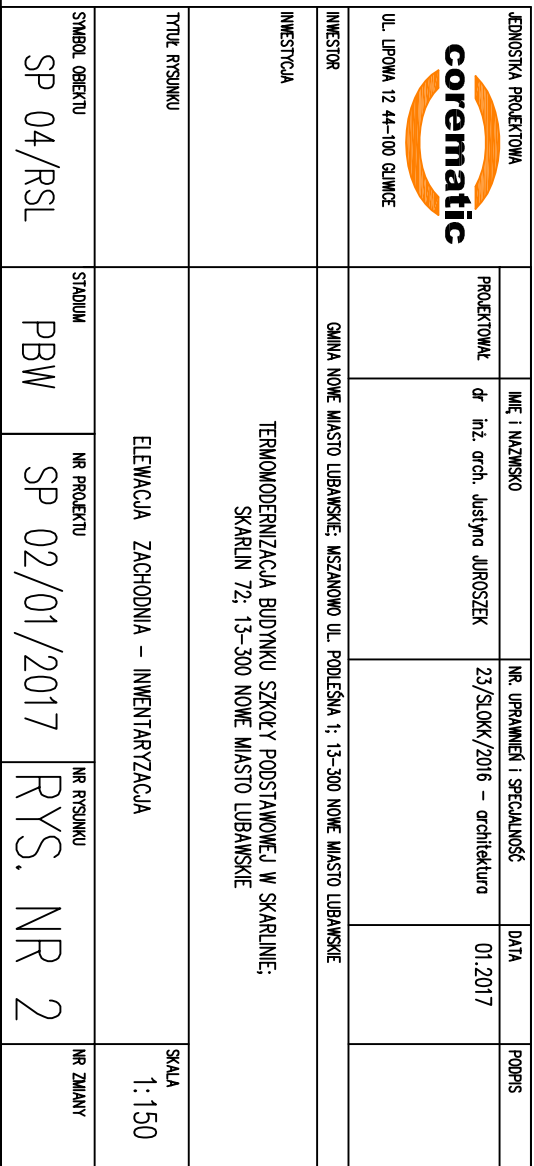 JEDNOSTKA PROJEKTOWA
corematic
UL. LIPOWA 12 44-100 GLIWICE
IMIĘ i NAZWISKO
NR. UPRAWNIEŃ i SPECJALNOŚĆ
DATA
PODPIS
PROJEKTOWAŁ
dr inż. arch. Justyna JUROSZEK
23/SLOKK/2016 - architektura
01.2017
INWESTOR
GMINA NOWE MIASTO LUBAWSKIE; MSZANOWO UL. PODLEŚNA 1; 13-300 NOWE MIASTO LUBAWSKIE
INWESTYCJA
TERMOMODERNIZACJA BUDYNKU SZKOŁY PODSTAWOWEJ W SKARLINIE;
SKARLIN 72; 13-300 NOWE MIASTO LUBAWSKIE
TYTUŁ RYSUNKU
ELEWACJA ZACHODNIA - INWENTARYZACJA
SKALA
1:150
SYMBOL OBIEKTU
SP 04/RSL
STADIUM
PBW
NR PROJEKTU
SP 02/01/2017
NR RYSUNKU
RYS. NR 2
NR ZMIANY